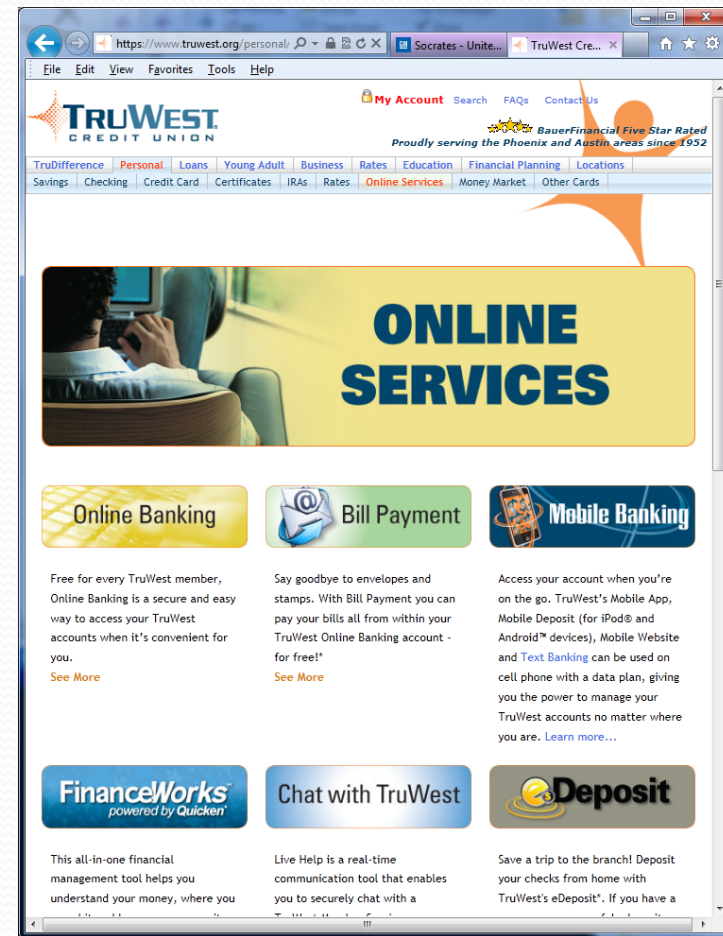 https://www.truwest.org/personal/
Socrates - Unite...
TruWest Cre...
File Edit View Favorites Tools Help
My Account Search FAQs Contact Us
TRUWEST
CREDIT UNION
BauerFinancial Five Star Rated
Proudly serving the Phoenix and Austin areas since 1952
TruDifference Personal Loans Young Adult Business Rates Education Financial Planning Locations
Savings Checking Credit Card Certificates IRAs Rates Online Services Money Market Other Cards
ONLINE
SERVICES
Online Banking
Free for every TruWest member,
Online Banking is a secure and easy
way to access your TruWest
accounts when it's convenient for
you.
See More
Bill Payment
Say goodbye to envelopes and
stamps. With Bill Payment you can
pay your bills all from within your
TruWest Online Banking account -
for free!*
See More
Mobile Banking
Access your account when you're
on the go. TruWest's Mobile App,
Mobile Deposit (for iPod® and
Android™ devices), Mobile Website
and Text Banking can be used on
cell phone with a data plan, giving
you the power to manage your
TruWest accounts no matter where
you are. Learn more...
FinanceWorks
powered by Quicken
This all-in-one financial
management tool helps you
understand your money, where you
Chat with TruWest
Live Help is a real-time
communication tool that enables
you to securely chat with a
eDeposit
Save a trip to the branch! Deposit
your checks from home with
TruWest's eDeposit*. If you have a